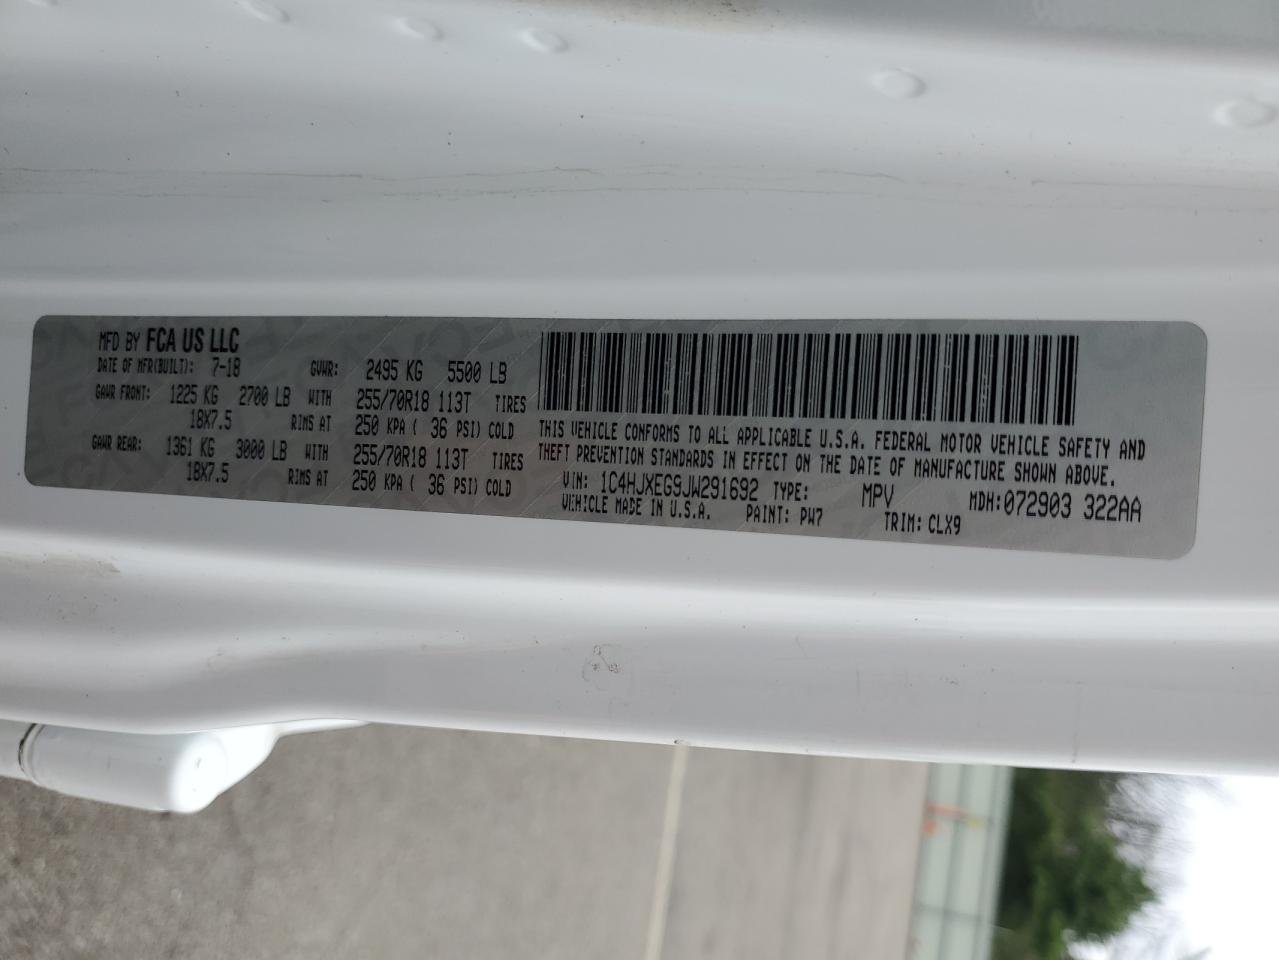 MFD BY FCA US LLC
DATE OF MFR(BUILT): 7-18 GVWR: 2495 KG 5500 LB
GAWR FRONT: 1225 KG 2700 LB WITH 255/70R18 113T TIRES
18X7.5 RIMS AT 250 KPA ( 36 PSI) COLD
GAWR REAR: 1361 KG 3000 LB WITH 255/70R18 113T TIRES
18X7.5 RIMS AT 250 KPA ( 36 PSI) COLD
THIS VEHICLE CONFORMS TO ALL APPLICABLE U.S.A. FEDERAL MOTOR VEHICLE SAFETY AND
THEFT PREVENTION STANDARDS IN EFFECT ON THE DATE OF MANUFACTURE SHOWN ABOVE.
VIN: 1C4HJXEG9JW291692 TYPE: MPV MDH:072903 322AA
VEHICLE MADE IN U.S.A. PAINT: PW7 TRIM: CLX9